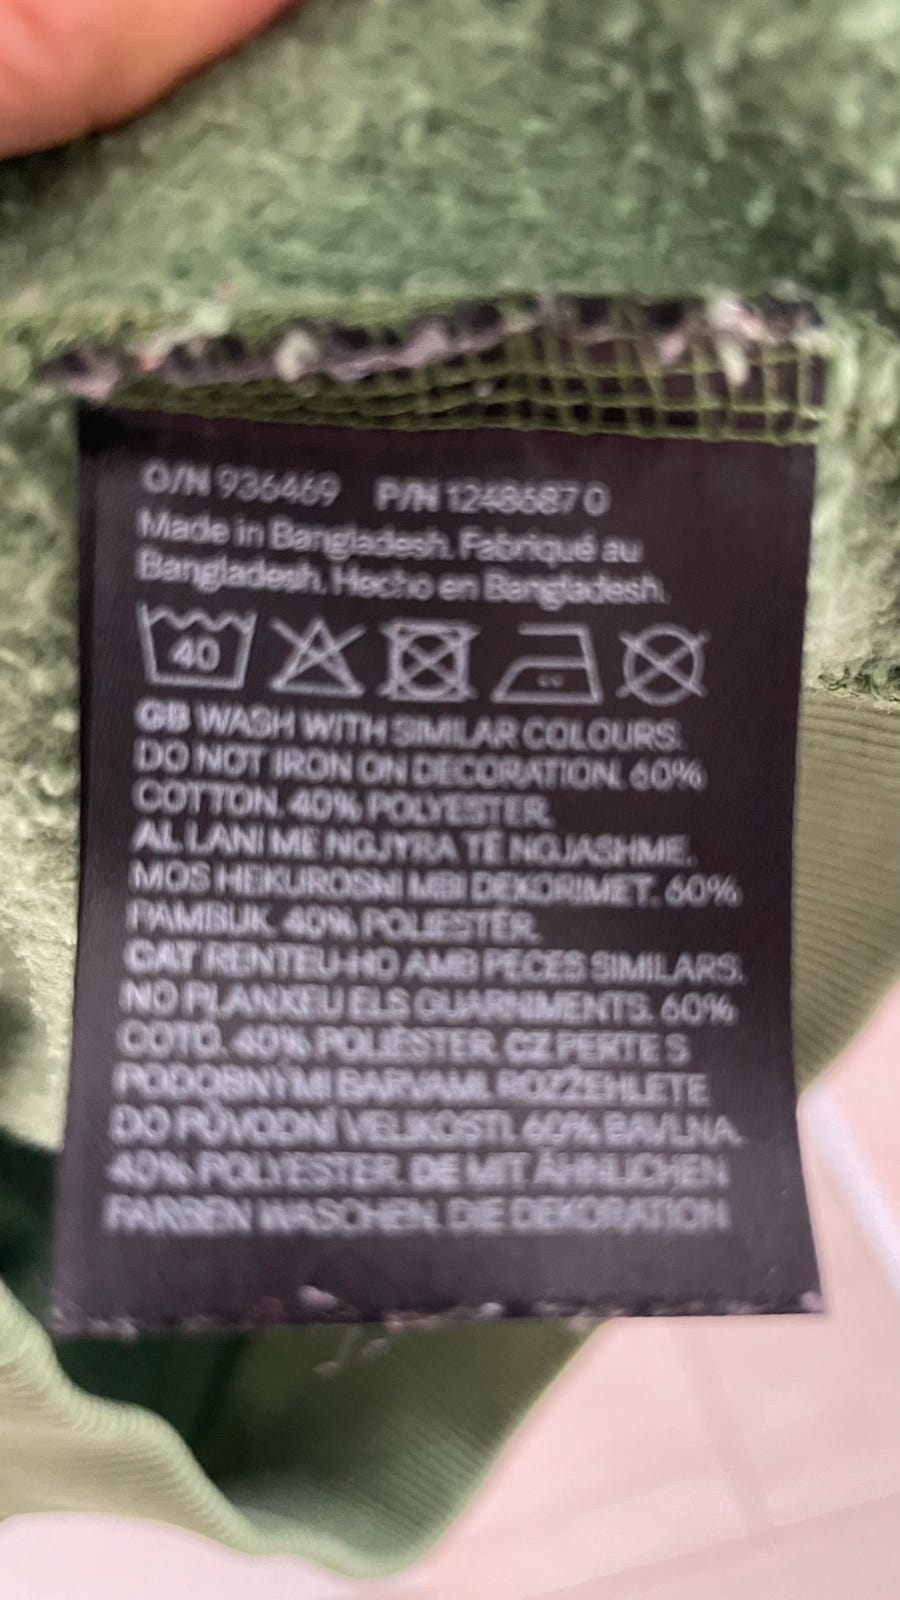 O/N 936469 P/N 1248687 0
Made in Bangladesh. Fabriqué au
Bangladesh. Hecho en Bangladesh.
40
GB WASH WITH SIMILAR COLOURS.
DO NOT IRON ON DECORATION. 60%
COTTON. 40% POLYESTER.
AL LANI ME NGJYRA TË NGJASHME.
MOS HEKUROSNI MBI DEKORIMET. 60%
PAMBUK. 40% POLIESTËR.
CAT RENTEU-HO AMB PECES SIMILARS.
NO PLANXEU ELS GUARNIMENTS. 60%
COTÓ. 40% POLIÈSTER. CZ PERTE S
PODOBNÝMI BARVAMI. ROZŽEHLETE
DO PŮVODNÍ VELIKOSTI. 60% BAVLNA.
40% POLYESTER. DE MIT ÄHNLICHEN
FARBEN WASCHEN. DIE DEKORATION